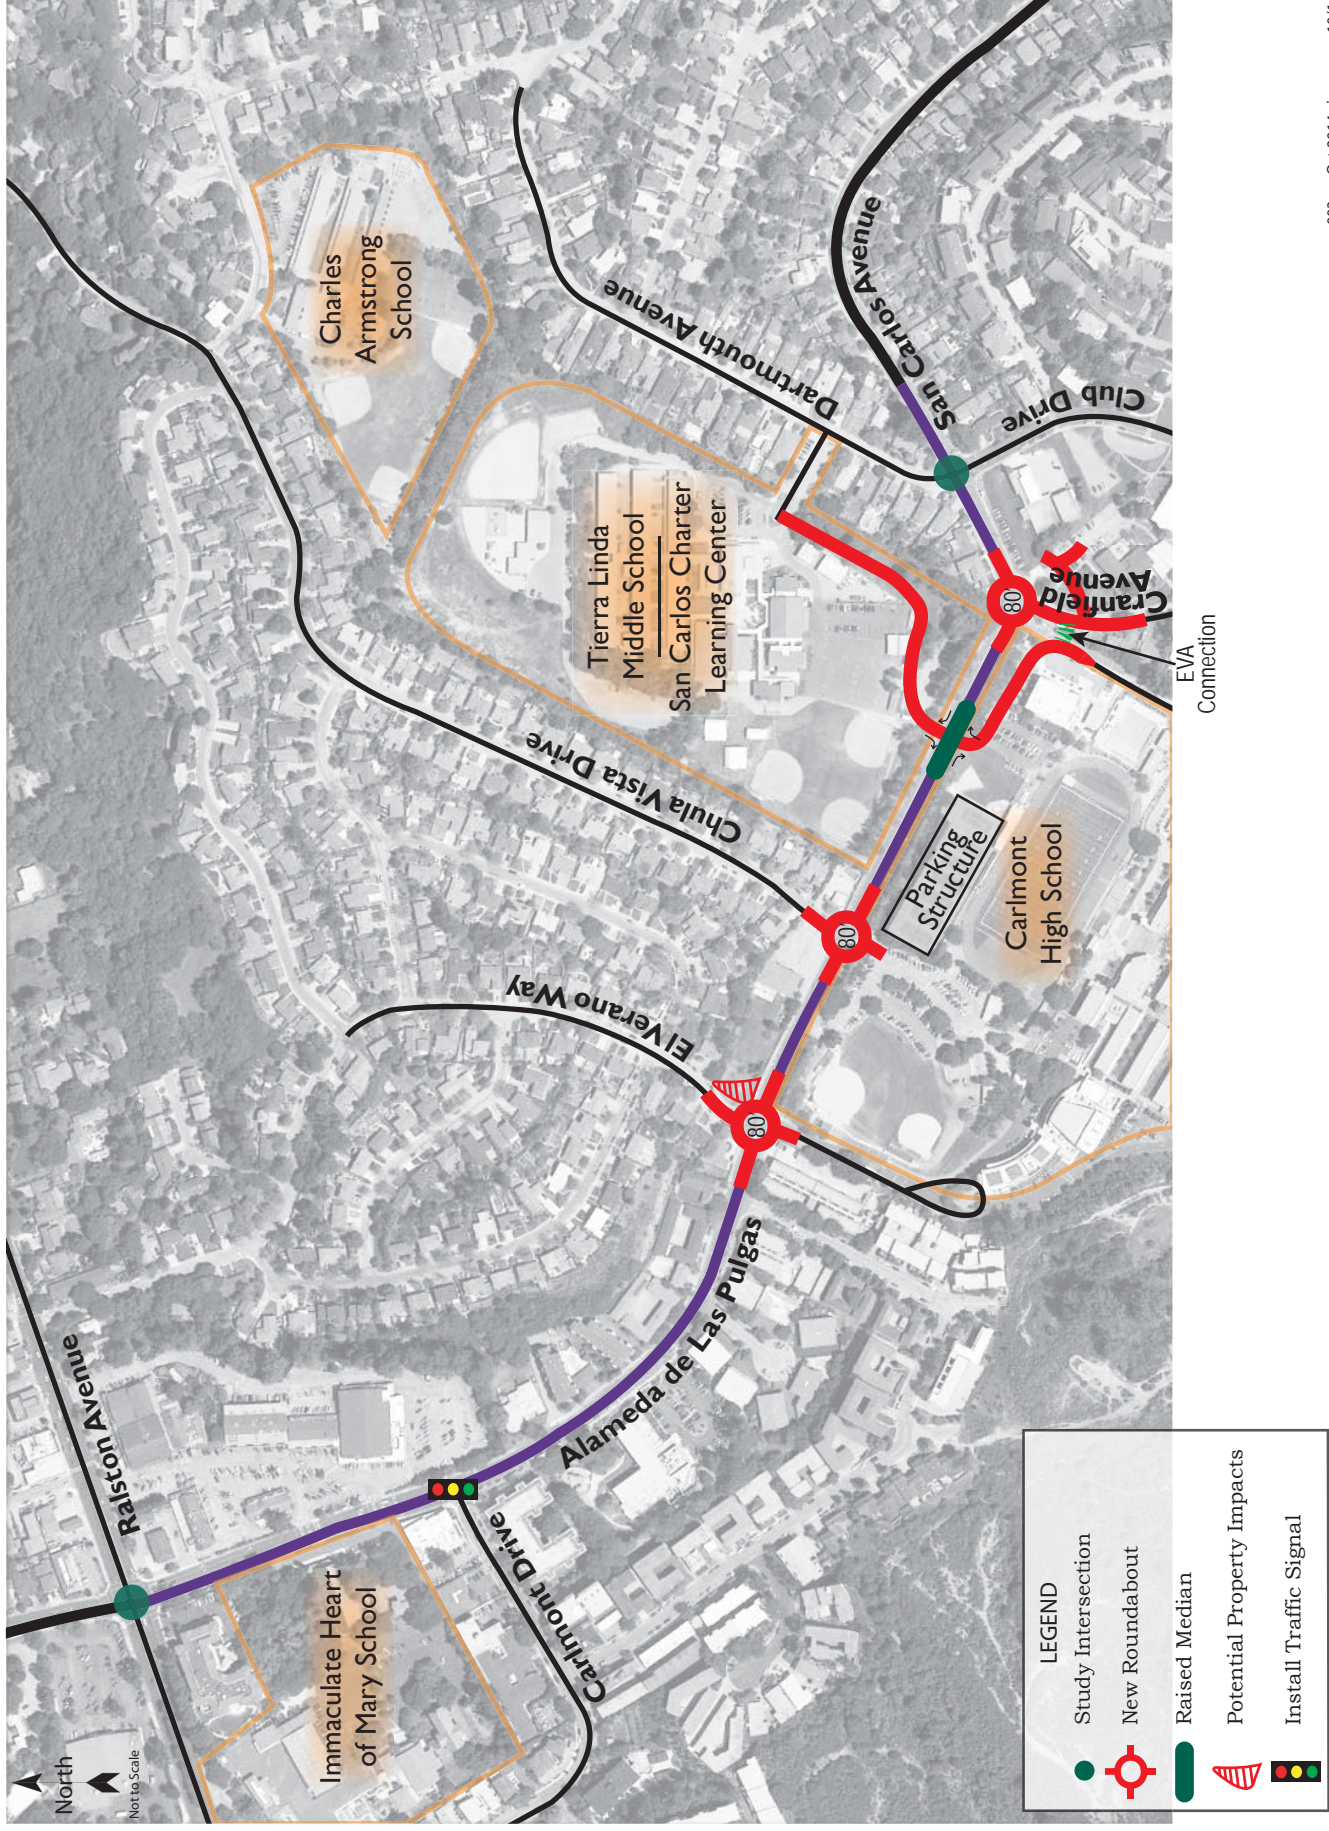 North
Not to Scale
Ralston Avenue
Immaculate Heart
of Mary School
Carlmont Drive
Alameda de Las Pulgas
El Verano Way
Chula Vista Drive
Charles
Armstrong
School
Tierra Linda
Middle School
San Carlos Charter
Learning Center
Dartmouth Avenue
San Carlos Avenue
Club Drive
Cranfield
Avenue
EVA
Connection
Parking
Structure
Carlmont
High School
80'
80'
80'
LEGEND
Study Intersection
New Roundabout
Raised Median
Potential Property Impacts
Install Traffic Signal